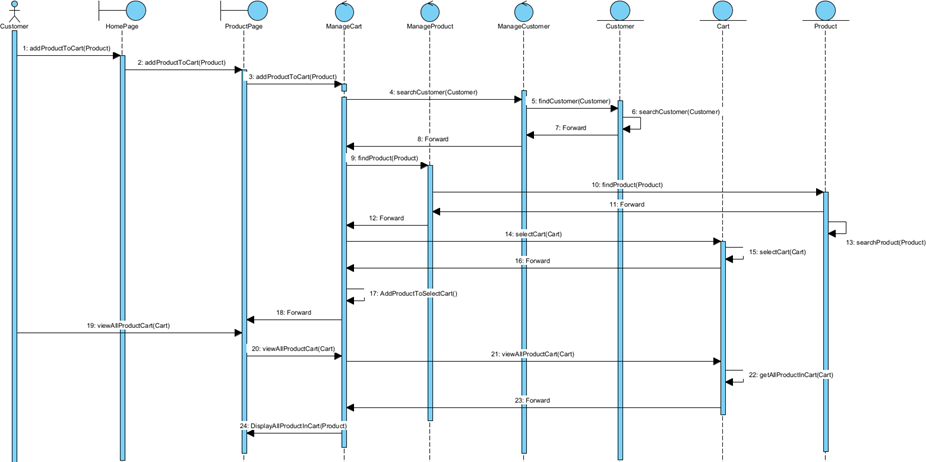 Customer
HomePage
ProductPage
ManageCart
ManageProduct
ManageCustomer
Customer
Cart
Product
1: addProductToCart(Product)
2: addProductToCart(Product)
3: addProductToCart(Product)
4: searchCustomer(Customer)
5: findCustomer(Customer)
6: searchCustomer(Customer)
7: Forward
8: Forward
9: findProduct(Product)
10: findProduct(Product)
11: Forward
12: Forward
13: searchProduct(Product)
14: selectCart(Cart)
15: selectCart(Cart)
16: Forward
17: AddProductToSelectCart()
18: Forward
19: viewAllProductCart(Cart)
20: viewAllProductCart(Cart)
21: viewAllProductCart(Cart)
22: getAllProductInCart(Cart)
23: Forward
24: DisplayAllProductInCart(Product)